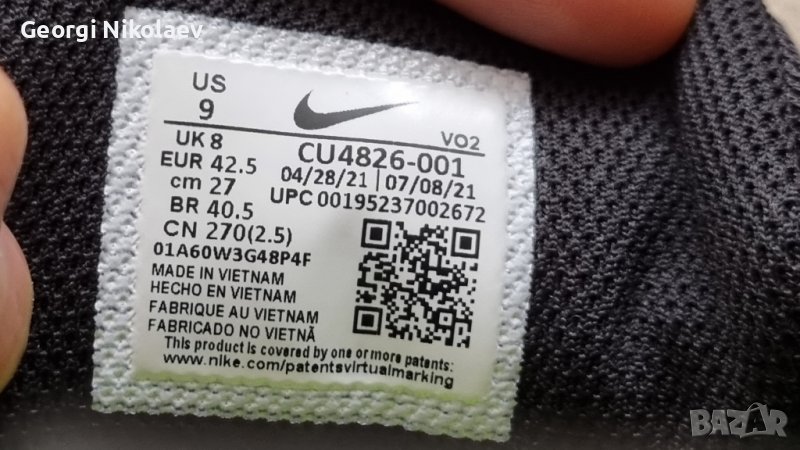 Georgi Nikolaev
US
9
VO2
UK 8
CU4826-001
EUR 42.5
04/28/21 | 07/08/21
cm 27
UPC 00195237002672
BR 40.5
CN 270(2.5)
01A60W3G48P4F
MADE IN VIETNAM
HECHO EN VIETNAM
FABRIQUE AU VIETNAM
FABRICADO NO VIETNÃ
This product is covered by one or more patents:
www.nike.com/patentsvirtualmarking
BAZAR